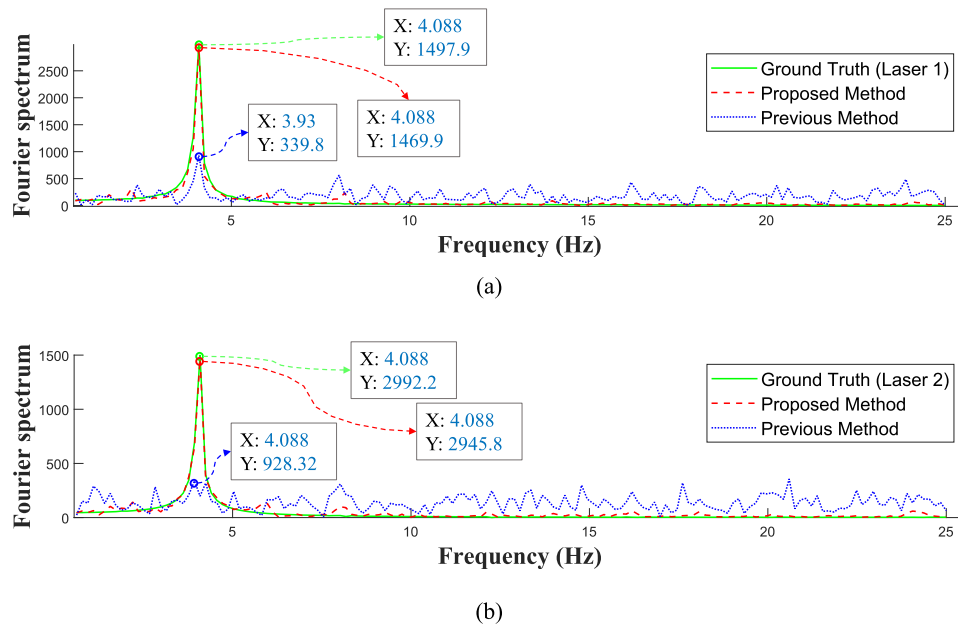 X: 4.088
Y: 1497.9
Fourier spectrum
2500
2000
1500
1000
500
0
X: 3.93
Y: 339.8
X: 4.088
Y: 1469.9
Ground Truth (Laser 1)
Proposed Method
Previous Method
5
10
15
20
25
Frequency (Hz)
(a)
Fourier spectrum
1500
1000
500
0
X: 4.088
Y: 2992.2
X: 4.088
Y: 2945.8
X: 4.088
Y: 928.32
Ground Truth (Laser 2)
Proposed Method
Previous Method
5
10
15
20
25
Frequency (Hz)
(b)